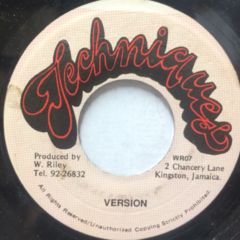 Techniques
Produced by
W. Riley
Tel. 92-26832
WR07
2 Chancery Lane
Kingston, Jamaica.
VERSION
All Rights Reserved/Unauthorized Copying Strictly Prohibited.